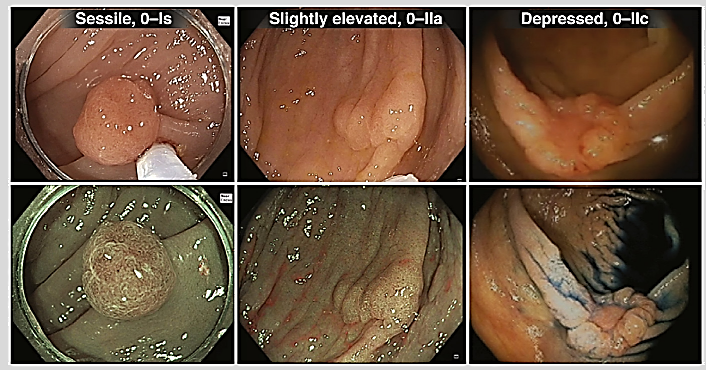 Sessile, 0–Is
Slightly elevated, 0–IIa
Depressed, 0–IIc